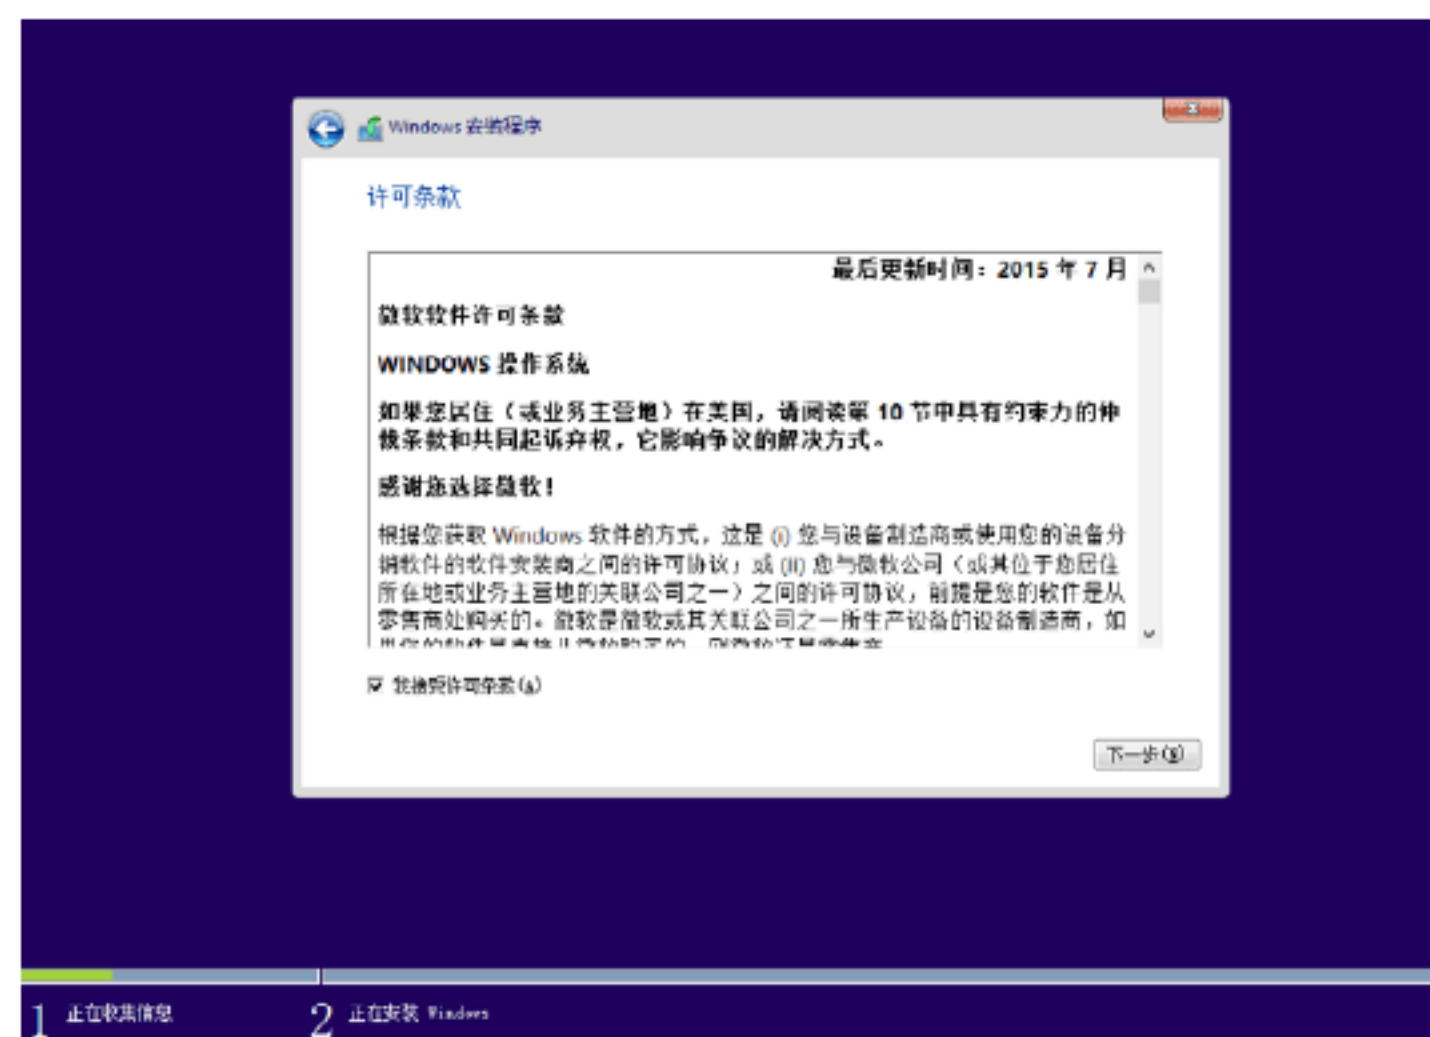 Windows 安装程序
许可条款
最后更新时间：2015 年 7 月
微软软件许可条款
WINDOWS 操作系统
如果您居住（或业务主营地）在美国，请阅读第 10 节中具有约束力的仲
裁条款和共同起诉弃权，它影响争议的解决方式。
感谢您选择微软！
根据您获取 Windows 软件的方式，这是 (i) 您与设备制造商或使用您的设备分
销软件的软件安装商之间的许可协议；或 (ii) 您与微软公司（或其位于您居住
所在地或业务主营地的关联公司之一）之间的许可协议，前提是您的软件是从
零售商处购买的。微软是微软或其关联公司之一所生产设备的设备制造商，如
我接受许可条款(A)
下一步(N)
1 正在收集信息
2 正在安装 Windows